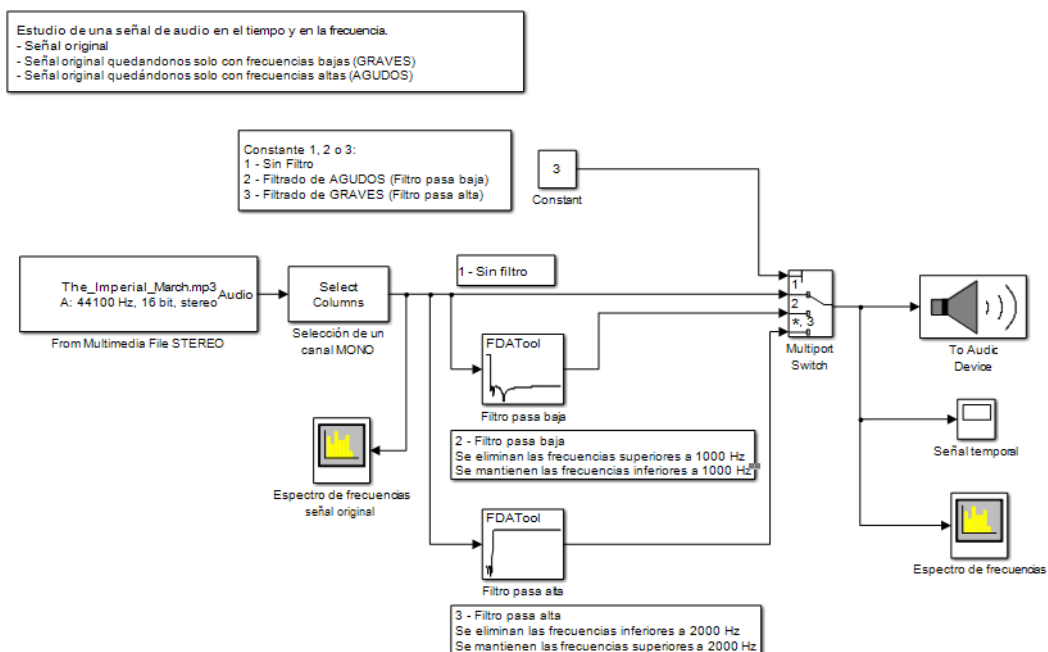 Estudio de una señal de audio en el tiempo y en la frecuencia.
- Señal original
- Señal original quedandonos solo con frecuencias bajas (GRAVES)
- Señal original quedándonos solo con frecuencias altas (AGUDOS)
Constante 1, 2 o 3:
1 - Sin Filtro
2 - Filtrado de AGUDOS (Filtro pasa baja)
3 - Filtrado de GRAVES (Filtro pasa alta)
3
Constant
The_Imperial_March.mp3
A: 44100 Hz, 16 bit, stereo
Audio
From Multimedia File STEREO
Select
Columns
Selección de un
canal MONO
1 - Sin filtro
1
2
*, 3
Multiport
Switch
To Audio
Device
FDATool
Filtro pasa baja
2 - Filtro pasa baja
Se eliminan las frecuencias superiores a 1000 Hz
Se mantienen las frecuencias inferiores a 1000 Hz
Señal temporal
Espectro de frecuencias
señal original
FDATool
Filtro pasa alta
Espectro de frecuencias
3 - Filtro pasa alta
Se eliminan las frecuencias inferiores a 2000 Hz
Se mantienen las frecuencias superiores a 2000 Hz